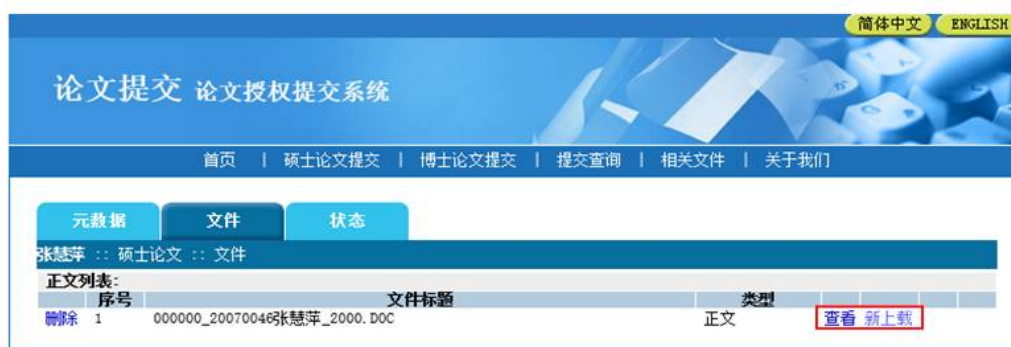 简体中文 ENGLISH
论文提交 论文授权提交系统
首页 | 硕士论文提交 | 博士论文提交 | 提交查询 | 相关文件 | 关于我们
元数据 文件 状态
张慧萍 :: 硕士论文 :: 文件
正文列表:
序号 文件标题 类型
删除 1 000000_20070046张慧萍_2000.DOC 正文 查看 新上载